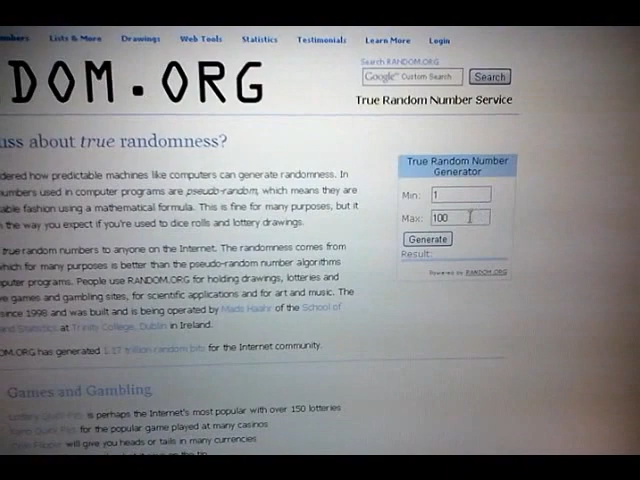 Lists & More Drawings Web Tools Statistics Testimonials Learn More Login
DOM.ORG
Search RANDOM.ORG
Google™ Custom Search Search
True Random Number Service
uss about true randomness?
dered how predictable machines like computers can generate randomness. In
numbers used in computer programs are pseudo-random, which means they are
table fashion using a mathematical formula. This is fine for many purposes, but it
the way you expect if you're used to dice rolls and lottery drawings.
true random numbers to anyone on the Internet. The randomness comes from
which for many purposes is better than the pseudo-random number algorithms
mputer programs. People use RANDOM.ORG for holding drawings, lotteries and
ve games and gambling sites, for scientific applications and for art and music. The
since 1998 and was built and is being operated by Mads Haahr of the School of
and Statistics at Trinity College, Dublin in Ireland.
OM.ORG has generated 1.17 trillion random bits for the Internet community.
True Random Number
Generator
Min: 1
Max: 100
Generate
Result:
Powered by RANDOM.ORG
Games and Gambling
is perhaps the Internet's most popular with over 150 lotteries
for the popular game played at many casinos
will give you heads or tails in many currencies